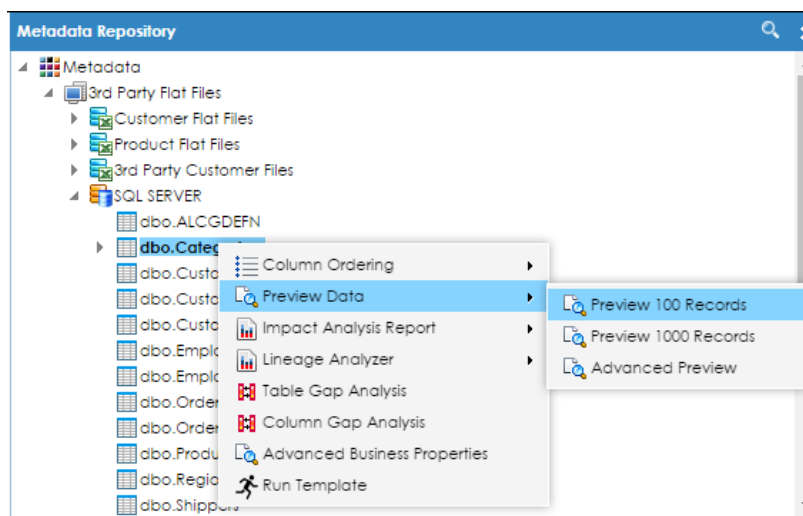 Metadata Repository
Metadata
3rd Party Flat Files
Customer Flat Files
Product Flat Files
3rd Party Customer Files
SQL SERVER
dbo.ALCGDEFN
dbo.Categ
dbo.Custo
dbo.Custo
dbo.Custo
dbo.Emplo
dbo.Emplo
dbo.Order
dbo.Order
dbo.Produ
dbo.Regio
dbo.Shippers
Column Ordering
Preview Data
Impact Analysis Report
Lineage Analyzer
Table Gap Analysis
Column Gap Analysis
Advanced Business Properties
Run Template
Preview 100 Records
Preview 1000 Records
Advanced Preview